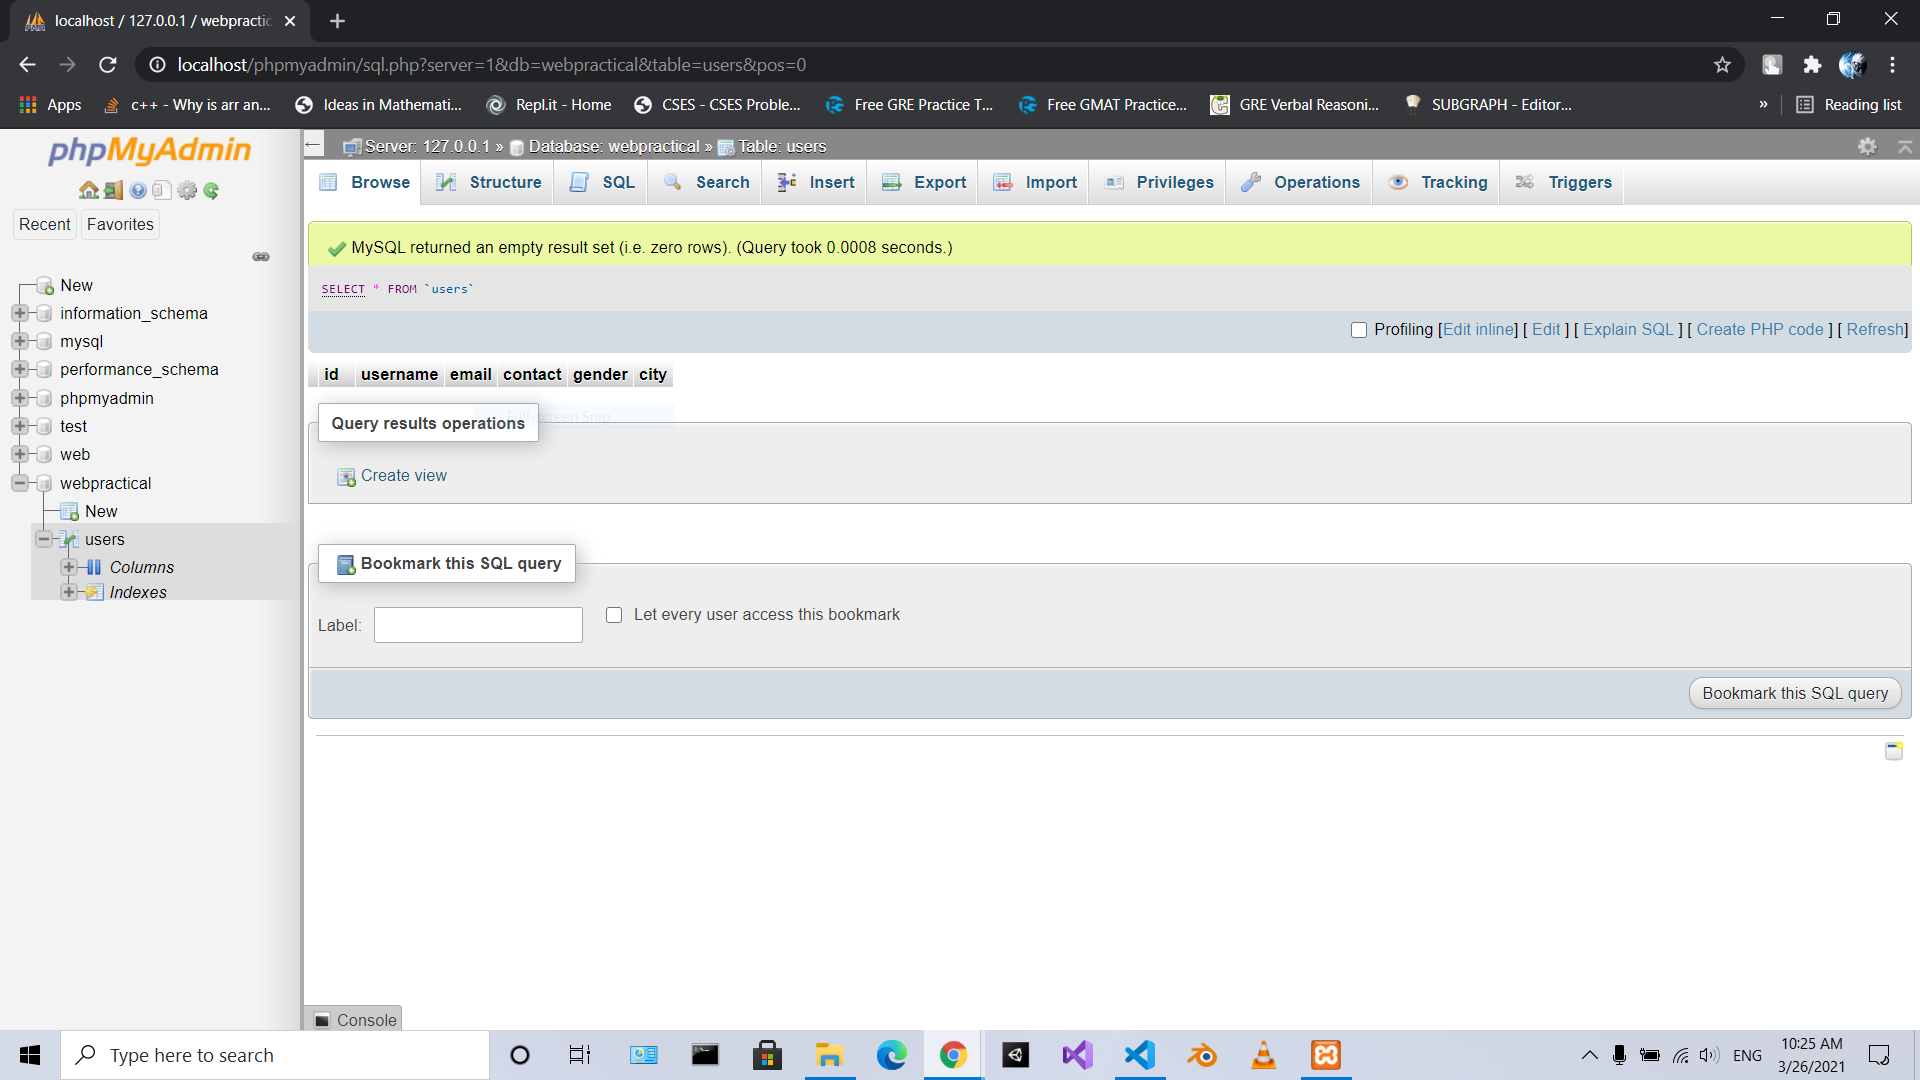 localhost / 127.0.0.1 / webpractic
localhost/phpmyadmin/sql.php?server=1&db=webpractical&table=users&pos=0
Apps
c++ - Why is arr an...
Ideas in Mathemati...
Repl.it - Home
CSES - CSES Proble...
Free GRE Practice T...
Free GMAT Practice...
GRE Verbal Reasoni...
SUBGRAPH - Editor...
»
Reading list
phpMyAdmin
Recent
Favorites
New
information_schema
mysql
performance_schema
phpmyadmin
test
web
webpractical
New
users
Columns
Indexes
Server: 127.0.0.1 » Database: webpractical » Table: users
Browse
Structure
SQL
Search
Insert
Export
Import
Privileges
Operations
Tracking
Triggers
MySQL returned an empty result set (i.e. zero rows). (Query took 0.0008 seconds.)
SELECT * FROM `users`
Profiling [Edit inline] [ Edit ] [ Explain SQL ] [ Create PHP code ] [ Refresh]
id username email contact gender city
Full-screen Snip
Query results operations
Create view
Bookmark this SQL query
Label:
Let every user access this bookmark
Bookmark this SQL query
Console
Type here to search
ENG
10:25 AM
3/26/2021